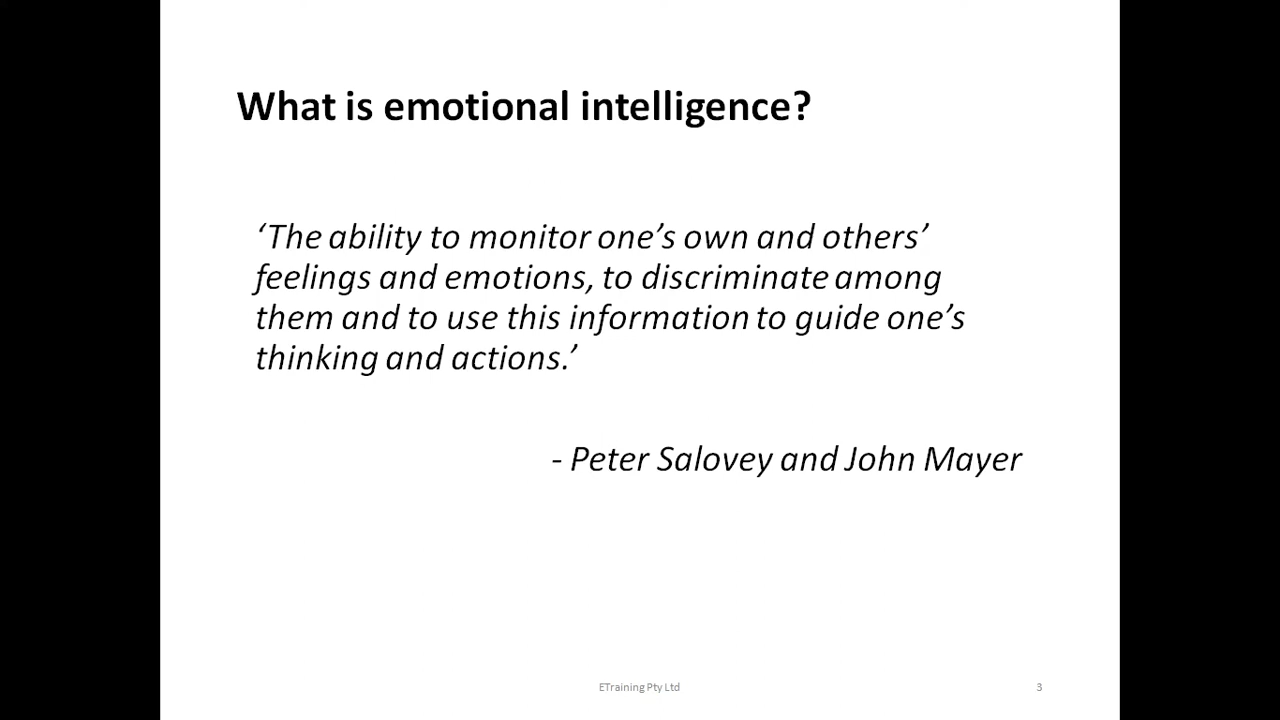 What is emotional intelligence?
‘The ability to monitor one’s own and others’
feelings and emotions, to discriminate among
them and to use this information to guide one’s
thinking and actions.’
- Peter Salovey and John Mayer
ETraining Pty Ltd
3